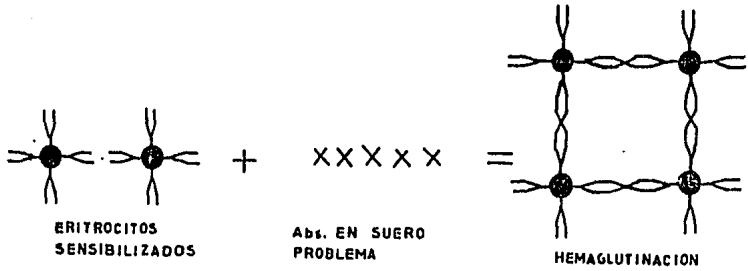 + ××××× =
ERITROCITOS
SENSIBILIZADOS
Abs. EN SUERO
PROBLEMA
HEMAGLUTINACION